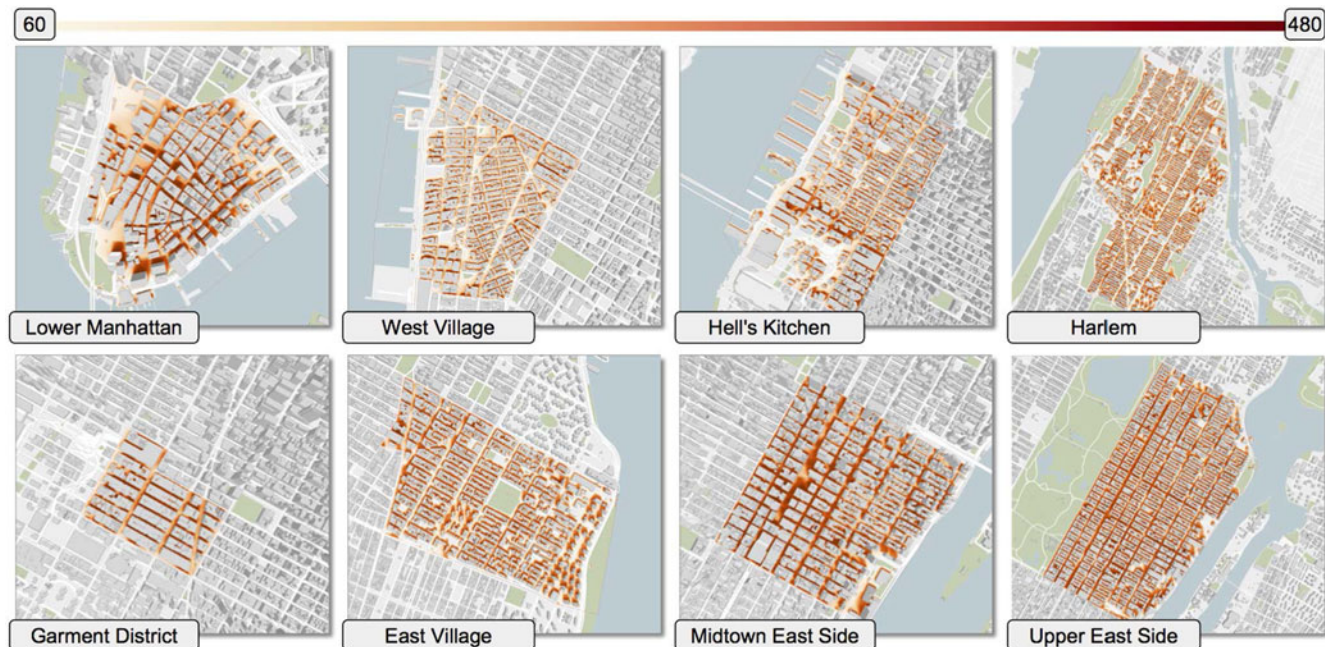 60
480
Lower Manhattan
West Village
Hell's Kitchen
Harlem
Garment District
East Village
Midtown East Side
Upper East Side